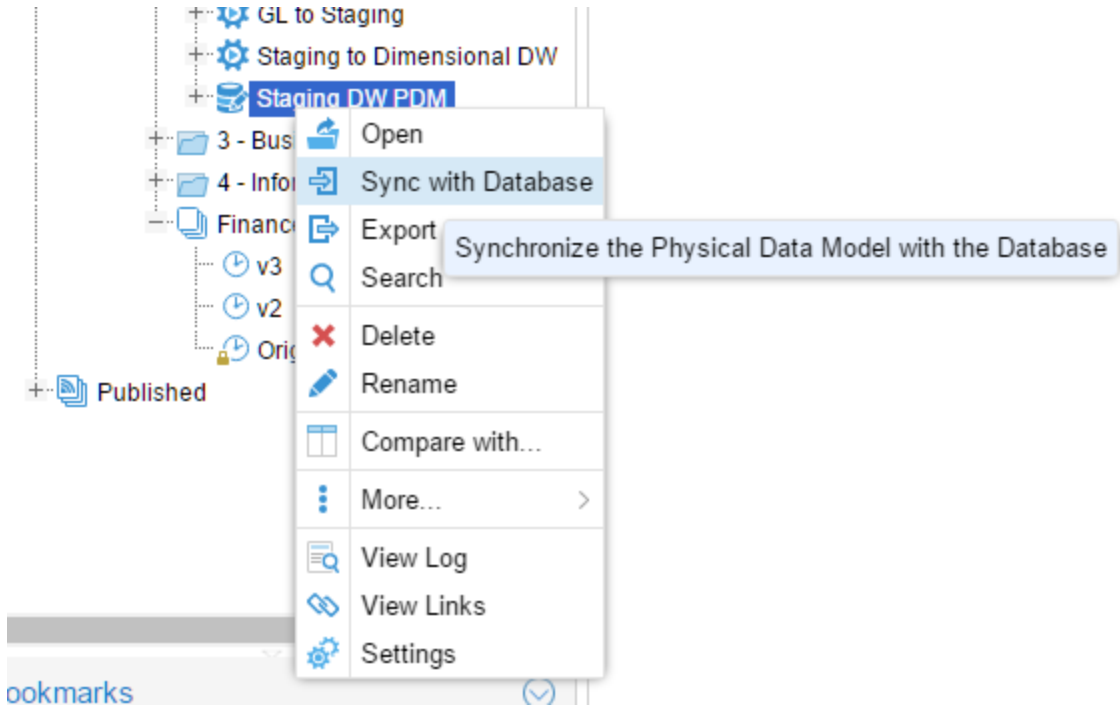 GL to Staging
Staging to Dimensional DW
Staging DW PDM
Open
3 - Bus
Sync with Database
4 - Infor
Export
Financ
Synchronize the Physical Data Model with the Database
v3
Search
v2
Delete
Orig
Rename
Published
Compare with...
More...
View Log
View Links
Settings
ookmarks